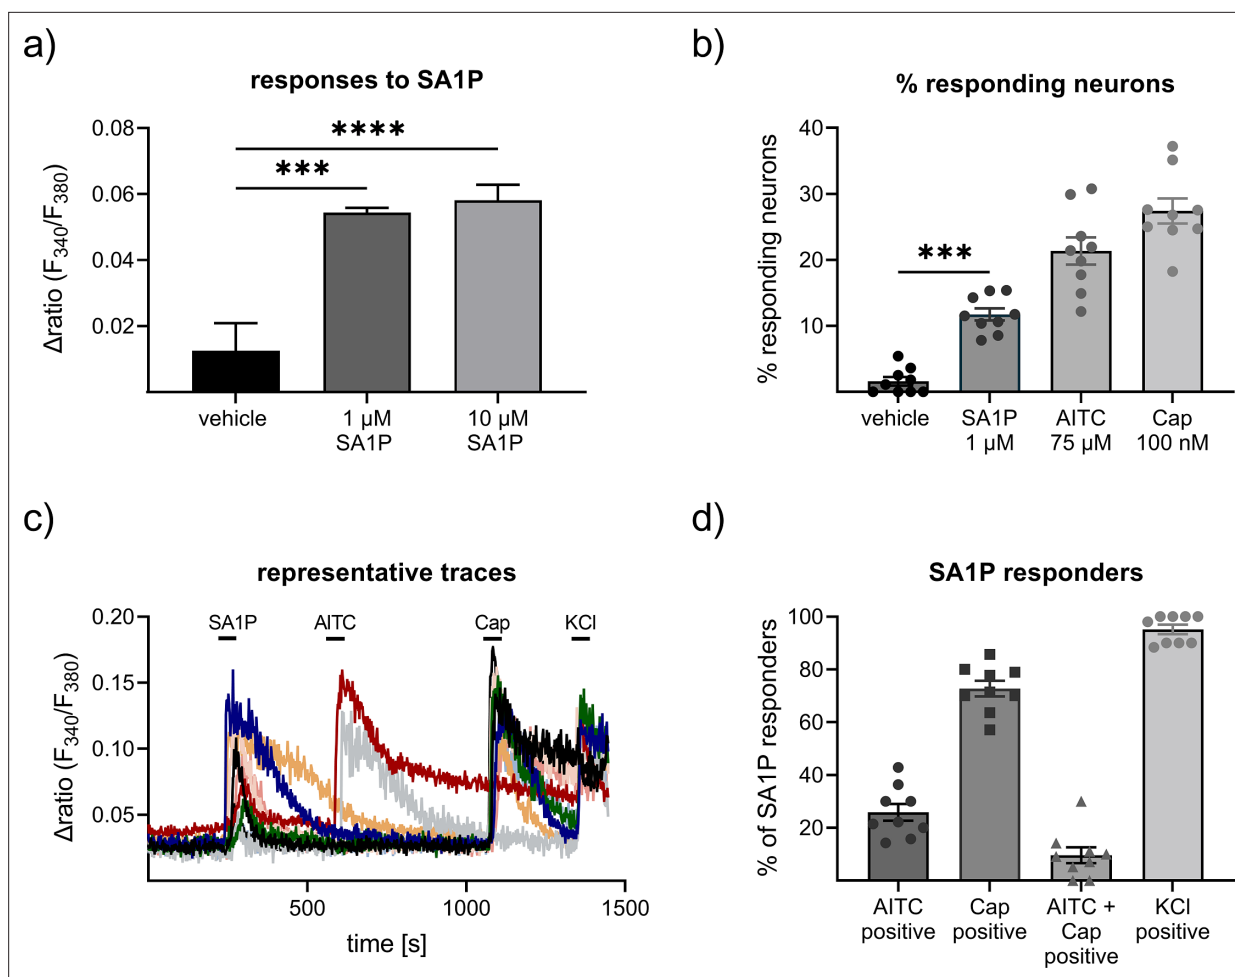 a)
responses to SA1P
Δratio (F340/F380)
0.08
0.06
0.04
0.02
****
***
vehicle
1 µM
SA1P
10 µM
SA1P
b)
% responding neurons
% responding neurons
40
30
20
10
***
vehicle
SA1P
1 µM
AITC
75 µM
Cap
100 nM
c)
representative traces
Δratio (F340/F380)
0.20
0.15
0.10
0.05
SA1P
AITC
Cap
KCl
500
1000
1500
time [s]
d)
SA1P responders
% of SA1P responders
100
80
60
40
20
AITC
positive
Cap
positive
AITC +
Cap
positive
KCl
positive